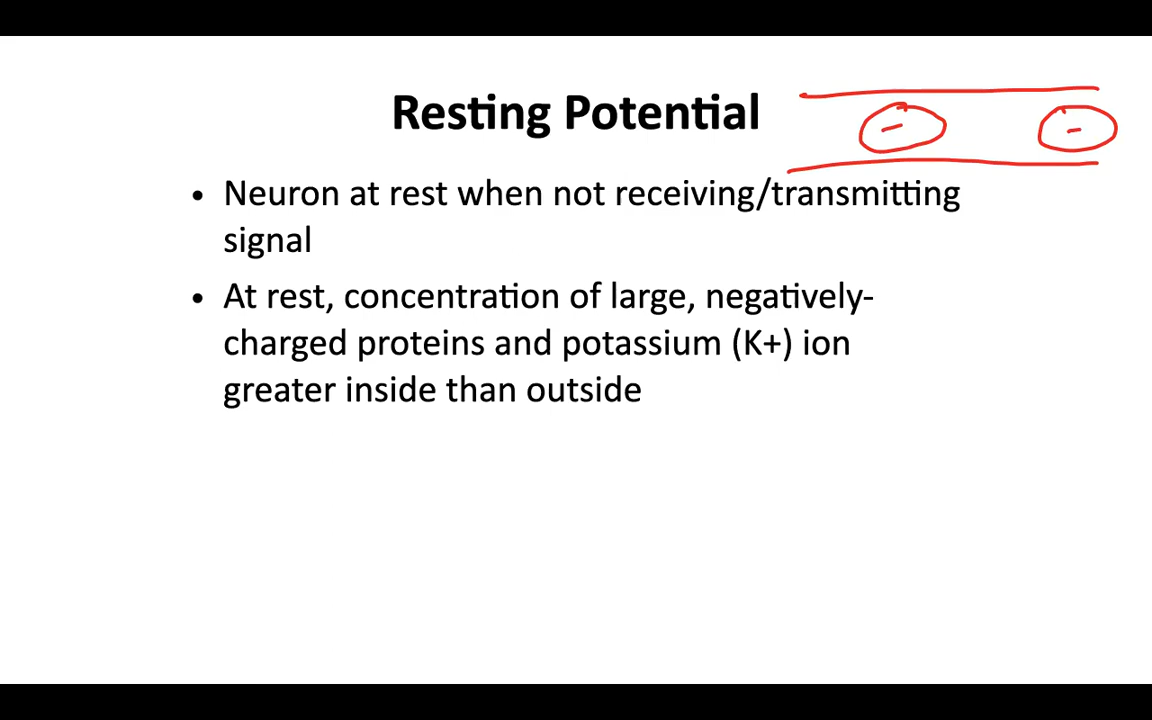 Resting Potential
- -
• Neuron at rest when not receiving/transmitting
signal
• At rest, concentration of large, negatively-
charged proteins and potassium (K+) ion
greater inside than outside